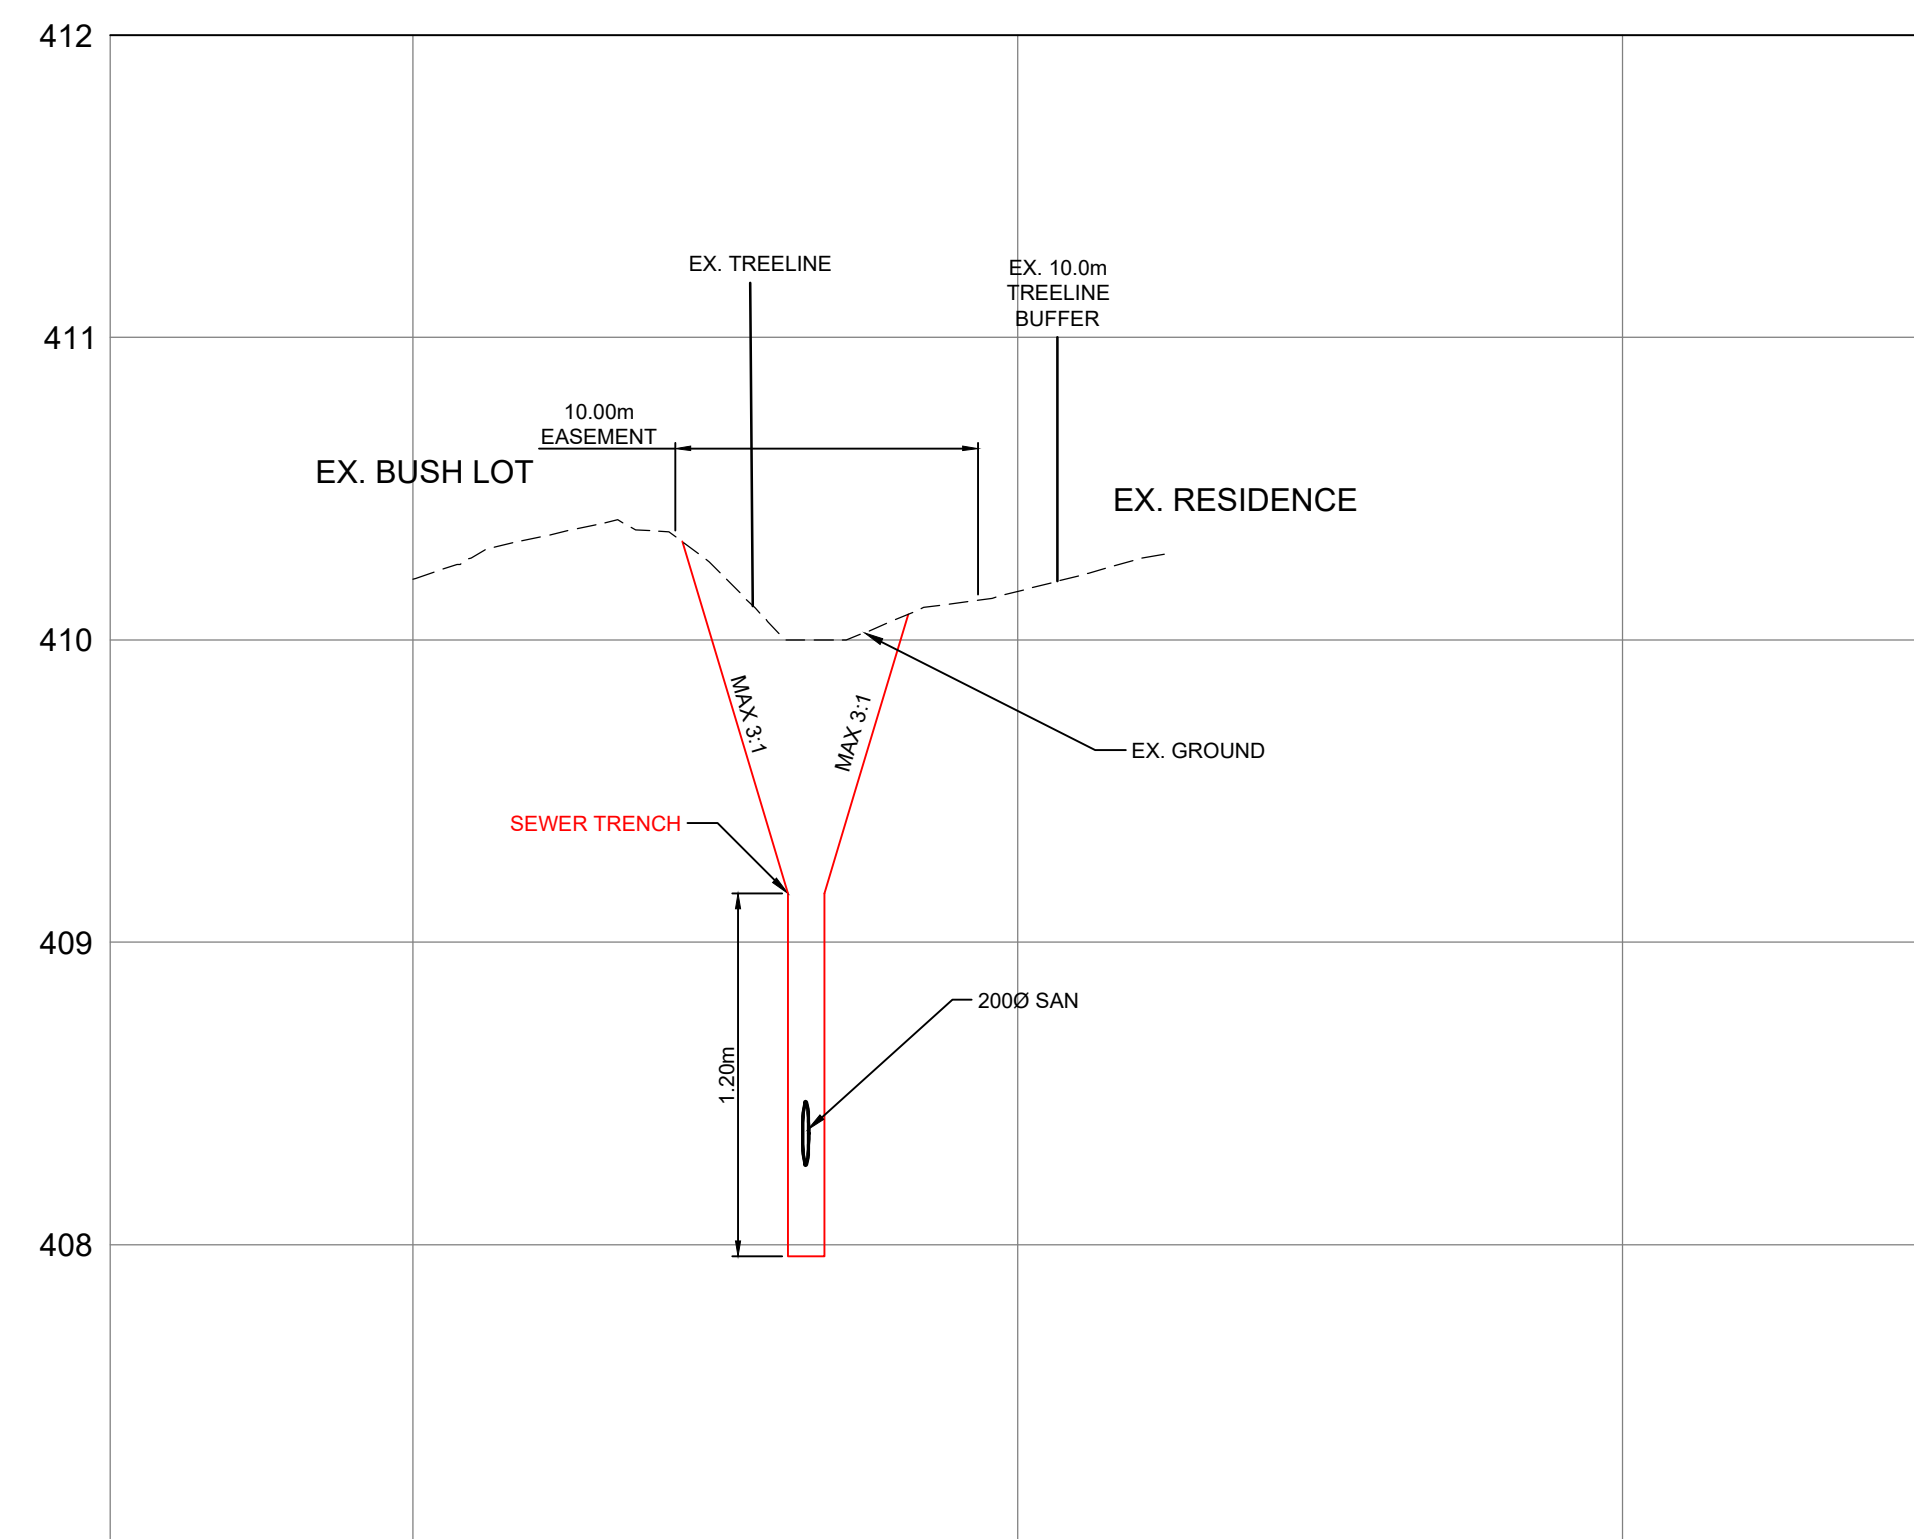 412
EX. TREELINE
EX. 10.0m
TREELINE
BUFFER
411
10.00m
EASEMENT
EX. BUSH LOT
EX. RESIDENCE
410
MAX 3:1
MAX 3:1
EX. GROUND
SEWER TRENCH
409
200Ø SAN
1.20m
408